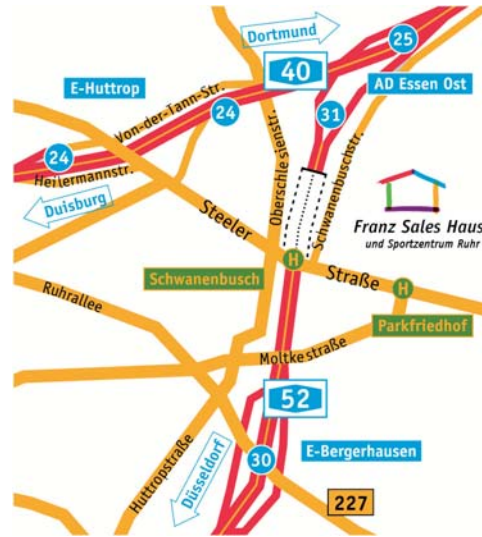 Dortmund
25
40
E-Huttrop
AD Essen Ost
Von-der-Tann-Str.
24
31
24
Heilermannstr.
Oberschlesienstr.
Schwanenbuschstr.
Duisburg
Steeler
Straße
Franz Sales Haus
und Sportzentrum Ruhr
H
Schwanenbusch
H
Ruhrallee
Parkfriedhof
Moltkestraße
52
Huttropstraße
Düsseldorf
30
E-Bergerhausen
227